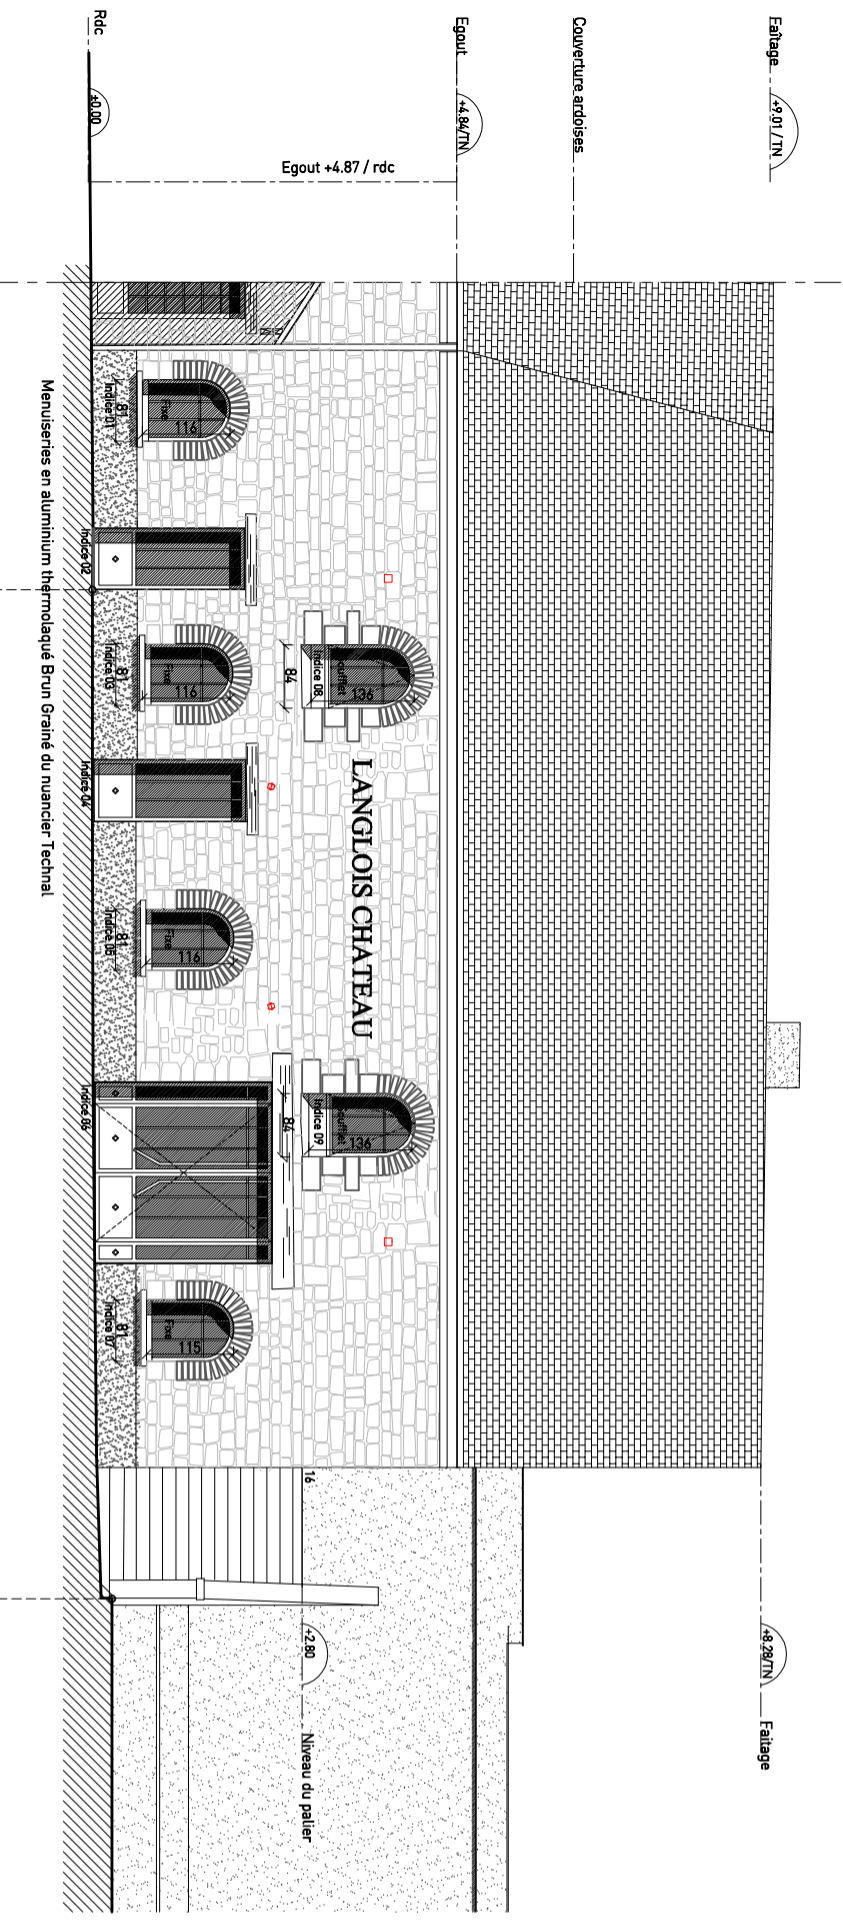 Faîtage
+9.01 / TN
Couverture ardoises
Egout
+4.84/TN
Egout +4.87 / rdc
Rdc
±0.00
+8.28/TN
Faitage
16
+2.80
Niveau du palier
LANGLOIS CHATEAU
136
Soufflet
Indice 08
84
136
Soufflet
Indice 09
84
116
Fixe
81
Indice 01
Indice 02
116
Fixe
81
Indice 03
Indice 04
116
Fixe
81
Indice 05
Indice 06
115
Fixe
81
Indice 07
Menuiseries en aluminium thermolaqué Brun Grainé du nuancier Technal